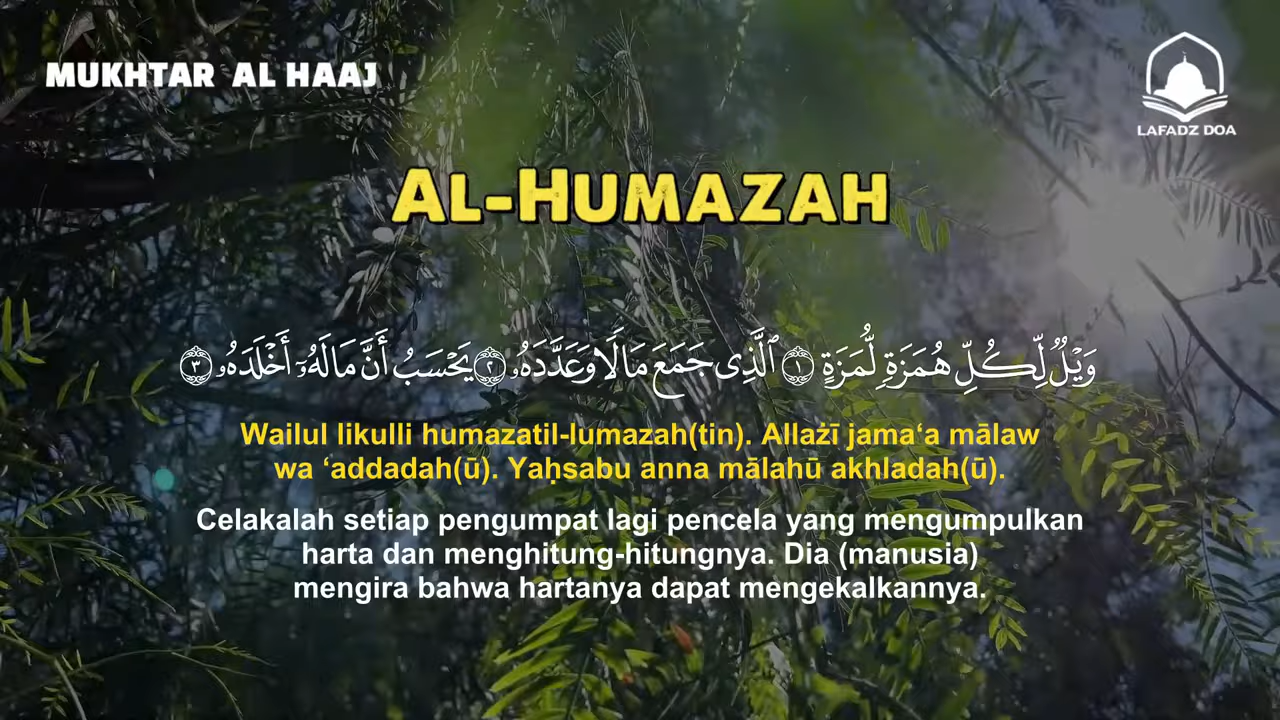 MUKHTAR AL HAAJ
LAFADZ DOA
AL-HUMAZAH
وَيْلٌ لِّكُلِّ هُمَزَةٍ لُّمَزَةٍ ١ ٱلَّذِى جَمَعَ مَالًا وَعَدَّدَهُۥ ٢ يَحْسَبُ أَنَّ مَالَهُۥٓ أَخْلَدَهُۥ ٣
Wailul likulli humazatil-lumazah(tin). Allażī jama‘a mālaw
wa ‘addadah(ū). Yaḥsabu anna mālahū akhladah(ū).
Celakalah setiap pengumpat lagi pencela yang mengumpulkan
harta dan menghitung-hitungnya. Dia (manusia)
mengira bahwa hartanya dapat mengekalkannya.